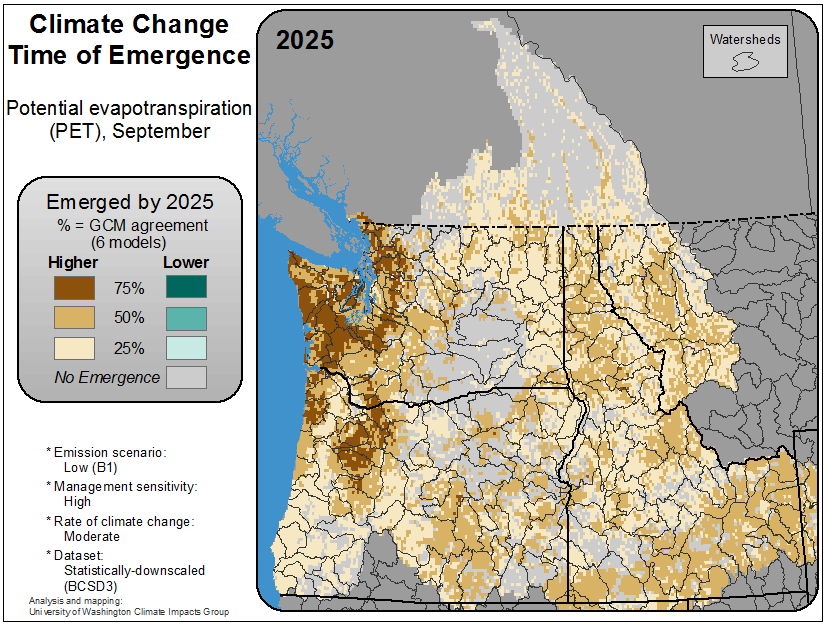 Climate Change
Time of Emergence
Potential evapotranspiration
(PET), September
Emerged by 2025
% = GCM agreement
(6 models)
Higher Lower
75%
50%
25%
No Emergence
* Emission scenario:
Low (B1)
* Management sensitivity:
High
* Rate of climate change:
Moderate
* Dataset:
Statistically-downscaled
(BCSD3)
Analysis and mapping:
University of Washington Climate Impacts Group
2025
Watersheds